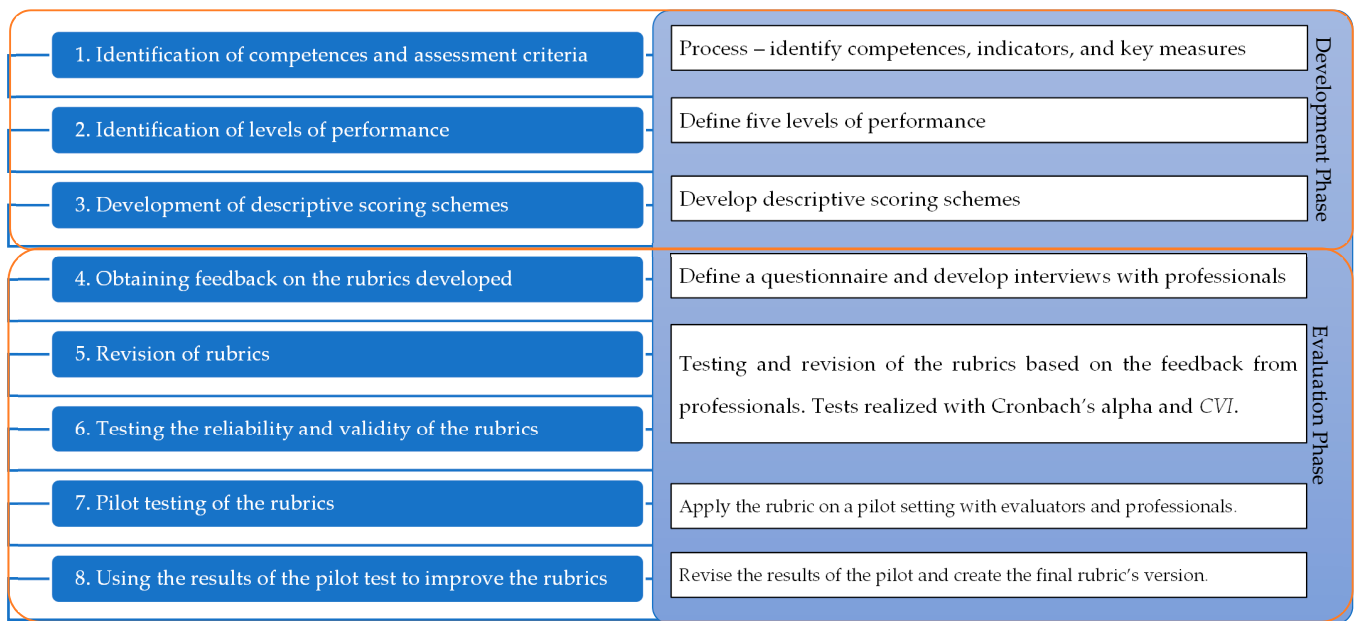 1. Identification of competences and assessment criteria
Process – identify competences, indicators, and key measures
2. Identification of levels of performance
Define five levels of performance
3. Development of descriptive scoring schemes
Develop descriptive scoring schemes
Development Phase
4. Obtaining feedback on the rubrics developed
Define a questionnaire and develop interviews with professionals
5. Revision of rubrics
6. Testing the reliability and validity of the rubrics
Testing and revision of the rubrics based on the feedback from
professionals. Tests realized with Cronbach's alpha and CVI.
7. Pilot testing of the rubrics
Apply the rubric on a pilot setting with evaluators and professionals.
8. Using the results of the pilot test to improve the rubrics
Revise the results of the pilot and create the final rubric's version.
Evaluation Phase